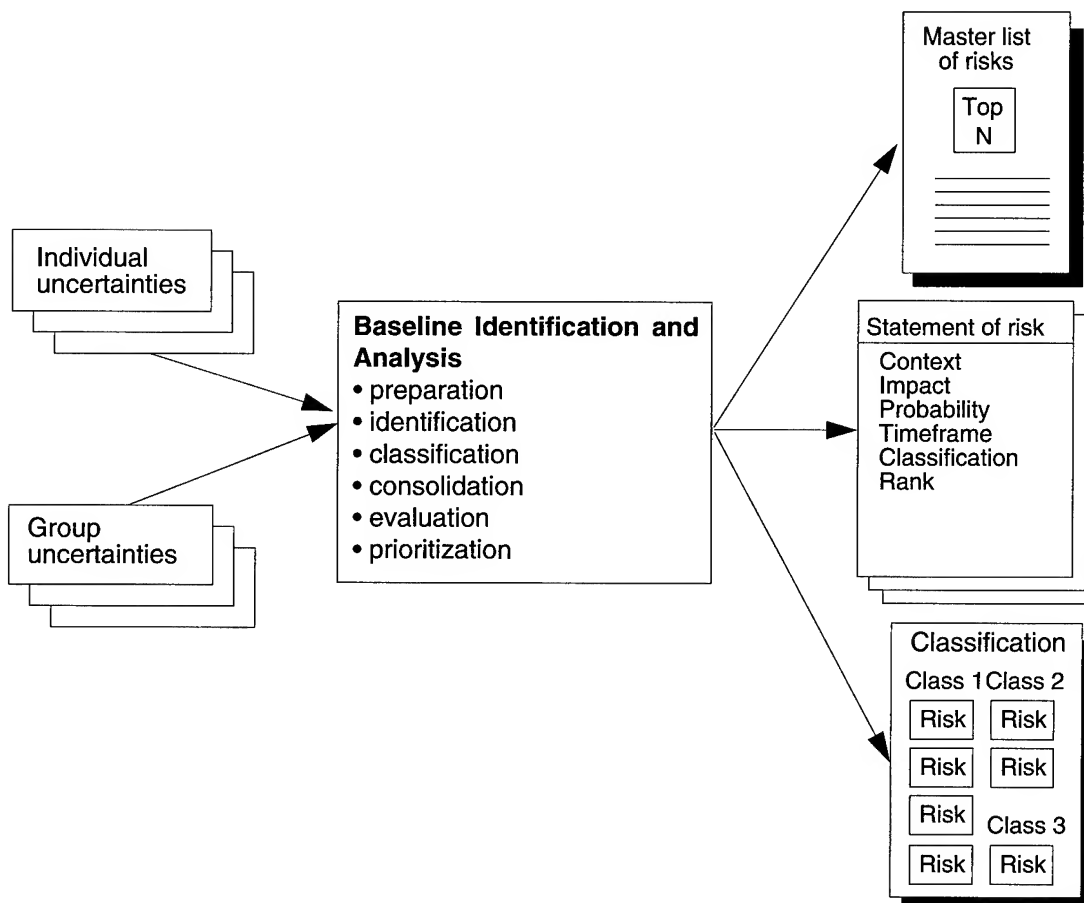 Individual
uncertainties
Group
uncertainties
Baseline Identification and
Analysis
• preparation
• identification
• classification
• consolidation
• evaluation
• prioritization
Master list
of risks
Top
N
Statement of risk
Context
Impact
Probability
Timeframe
Classification
Rank
Classification
Class 1 Class 2
Risk Risk
Risk Risk
Risk
Class 3
Risk Risk